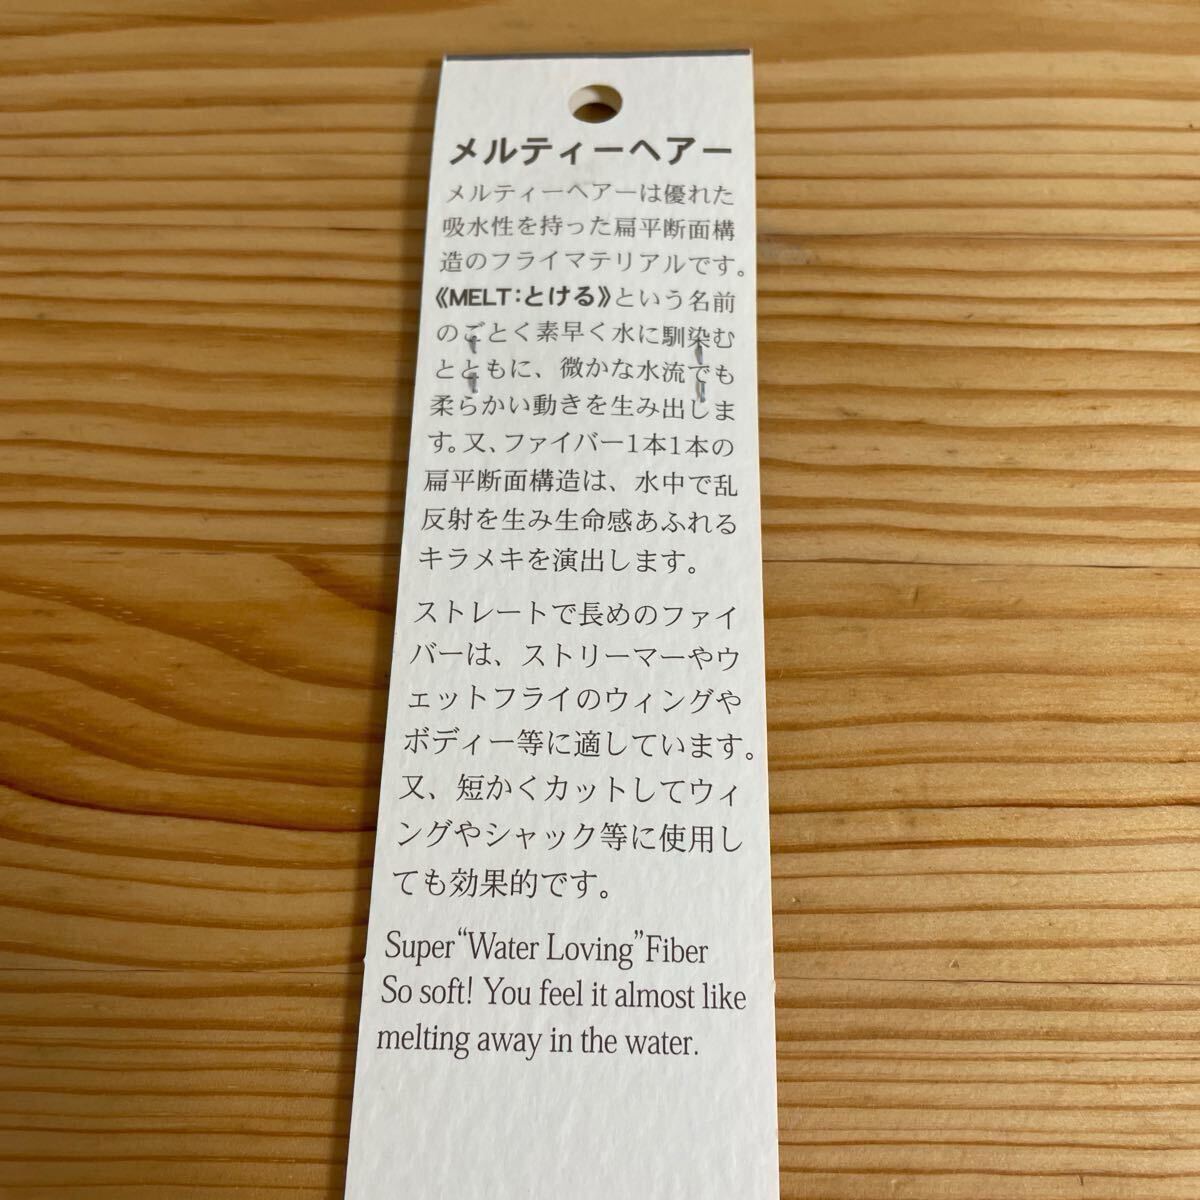 メルティーヘアー
メルティーヘアーは優れた
吸水性を持った扁平断面構
造のフライマテリアルです。
《MELT:とける》という名前
のごとく素早く水に馴染む
とともに、微かな水流でも
柔らかい動きを生み出しま
す。又、ファイバー1本1本の
扁平断面構造は、水中で乱
反射を生み生命感あふれる
キラメキを演出します。
ストレートで長めのファイ
バーは、ストリーマーやウ
ェットフライのウィングや
ボディー等に適しています。
又、短かくカットしてウィ
ングやシャック等に使用し
ても効果的です。
Super “Water Loving” Fiber
So soft! You feel it almost like
melting away in the water.